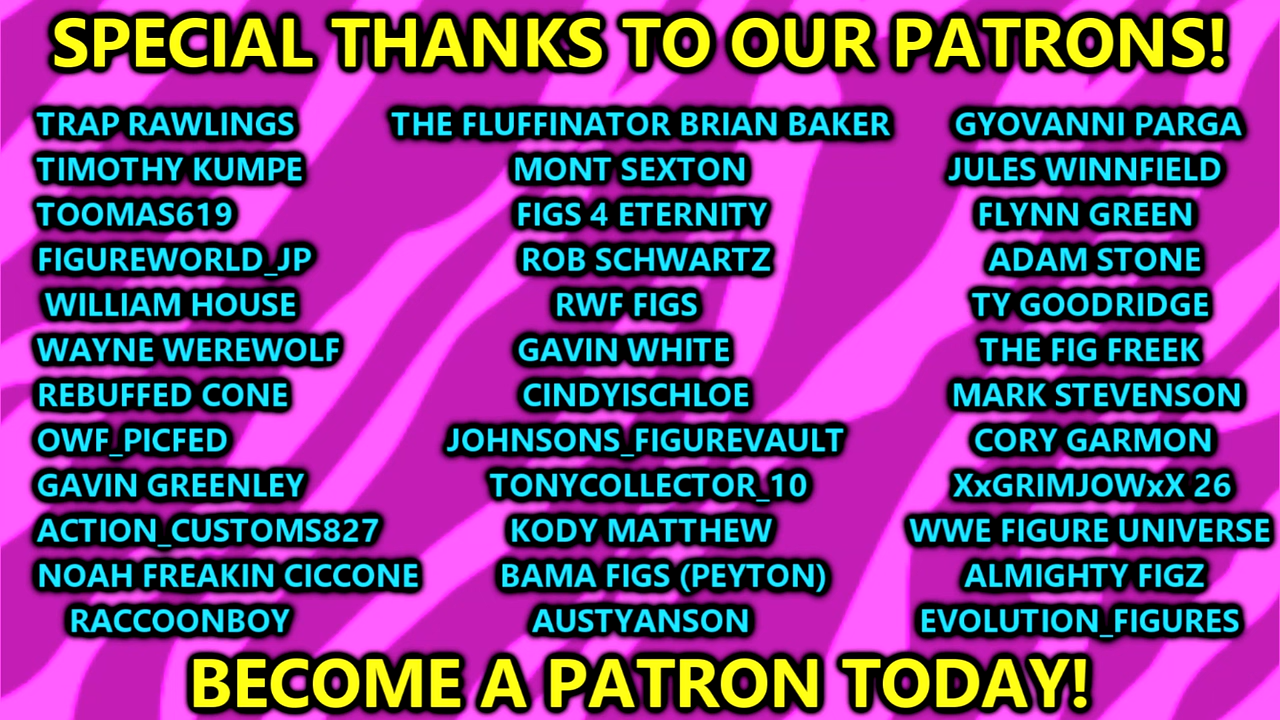 SPECIAL THANKS TO OUR PATRONS!
TRAP RAWLINGS
TIMOTHY KUMPE
TOOMAS619
FIGUREWORLD_JP
WILLIAM HOUSE
WAYNE WEREWOLF
REBUFFED CONE
OWF_PICFED
GAVIN GREENLEY
ACTION_CUSTOMS827
NOAH FREAKIN CICCONE
RACCOONBOY
THE FLUFFINATOR BRIAN BAKER
MONT SEXTON
FIGS 4 ETERNITY
ROB SCHWARTZ
RWF FIGS
GAVIN WHITE
CINDYISCHLOE
JOHNSONS_FIGUREVAULT
TONYCOLLECTOR_10
KODY MATTHEW
BAMA FIGS (PEYTON)
AUSTYANSON
GYOVANNI PARGA
JULES WINNFIELD
FLYNN GREEN
ADAM STONE
TY GOODRIDGE
THE FIG FREEK
MARK STEVENSON
CORY GARMON
XxGRIMJOWxX 26
WWE FIGURE UNIVERSE
ALMIGHTY FIGZ
EVOLUTION_FIGURES
BECOME A PATRON TODAY!